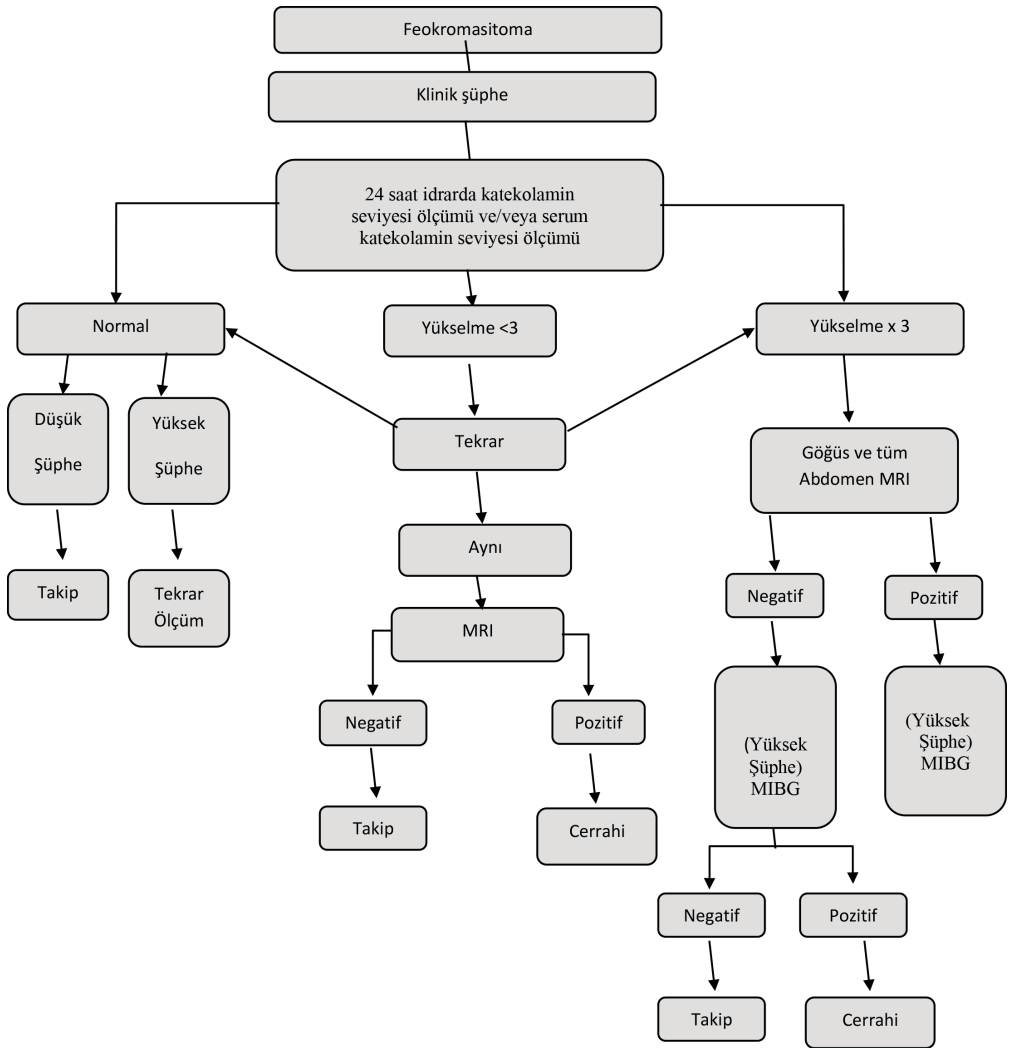 Feokromasitoma
Klinik şüphe
24 saat idrarda katekolamin
seviyesi ölçümü ve/veya serum
katekolamin seviyesi ölçümü
Normal
Yükselme <3
Yükselme x 3
Düşük
Şüphe
Yüksek
Şüphe
Tekrar
Göğüs ve tüm
Abdomen MRI
Takip
Tekrar
Ölçüm
Aynı
Negatif
Pozitif
MRI
Negatif
Pozitif
(Yüksek
Şüphe)
MIBG
(Yüksek
Şüphe)
MIBG
Takip
Cerrahi
Negatif
Pozitif
Takip
Cerrahi